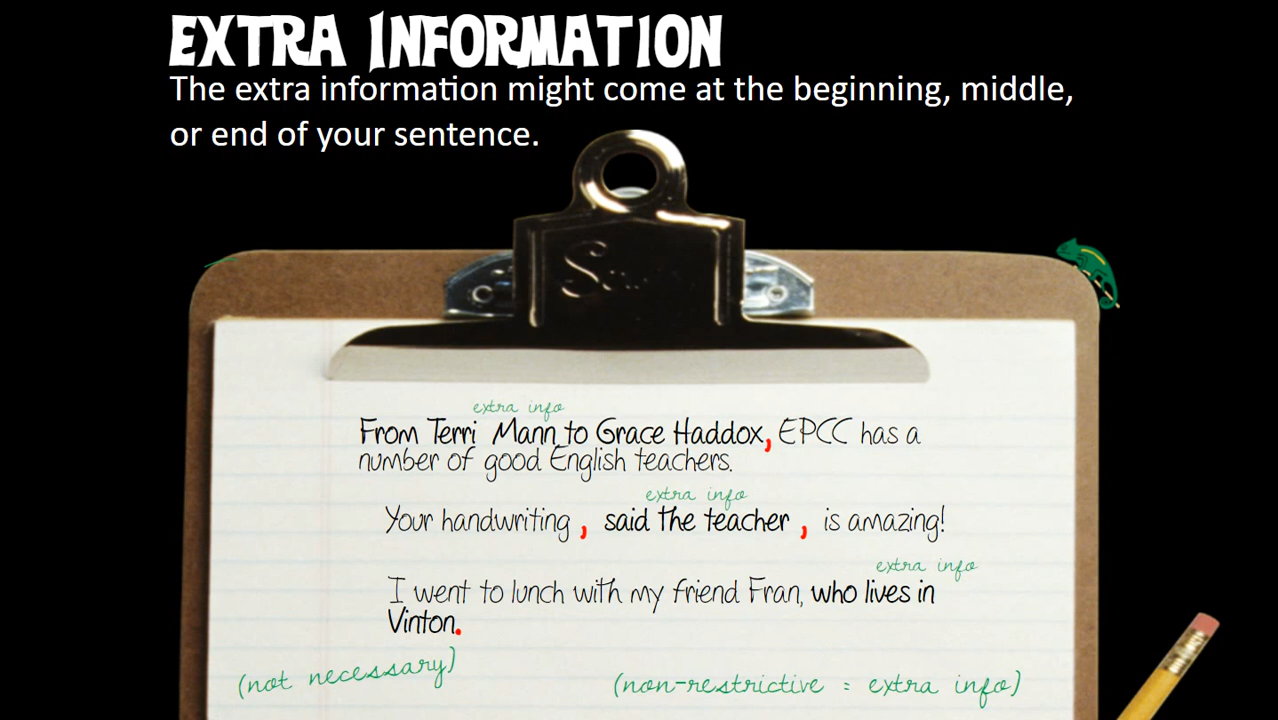 EXTRA INFORMATION
The extra information might come at the beginning, middle,
or end of your sentence.
extra info
From Terri Mann to Grace Haddox, EPCC has a
number of good English teachers.
extra info
Your handwriting , said the teacher , is amazing!
extra info
I went to lunch with my friend Fran, who lives in
Vinton.
(not necessary)
(non-restrictive = extra info)